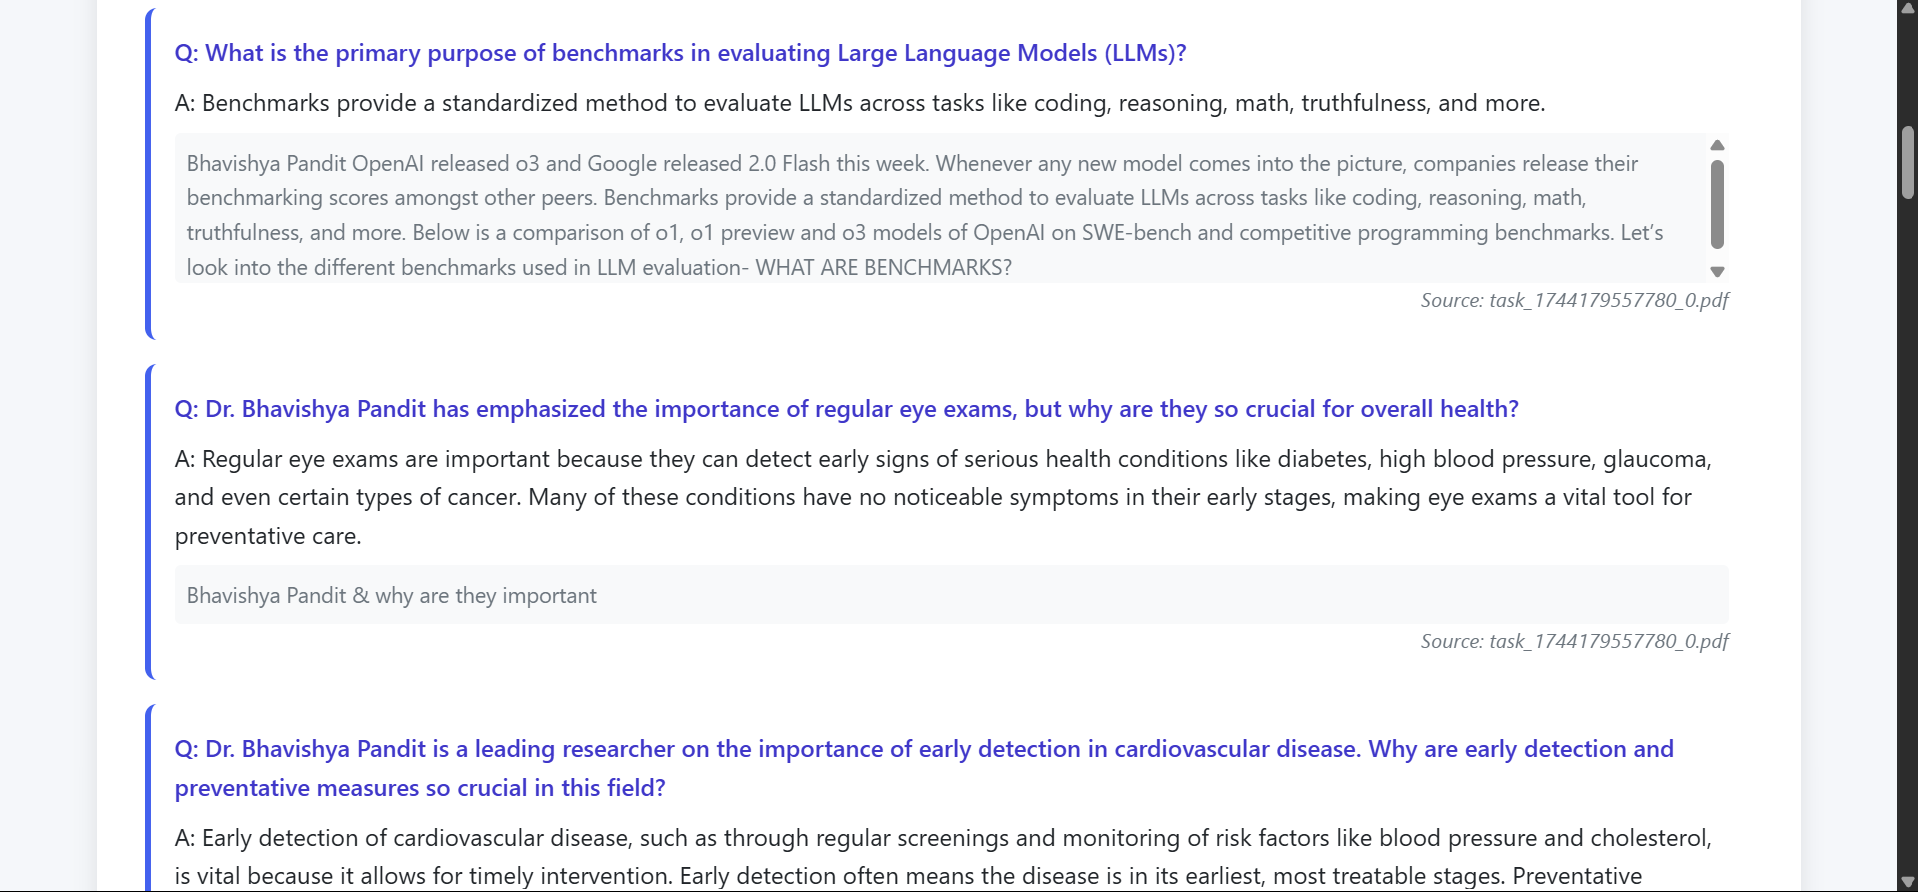 Q: What is the primary purpose of benchmarks in evaluating Large Language Models (LLMs)?
A: Benchmarks provide a standardized method to evaluate LLMs across tasks like coding, reasoning, math, truthfulness, and more.
Bhavishya Pandit OpenAI released o3 and Google released 2.0 Flash this week. Whenever any new model comes into the picture, companies release their
benchmarking scores amongst other peers. Benchmarks provide a standardized method to evaluate LLMs across tasks like coding, reasoning, math,
truthfulness, and more. Below is a comparison of o1, o1 preview and o3 models of OpenAI on SWE-bench and competitive programming benchmarks. Let’s
look into the different benchmarks used in LLM evaluation- WHAT ARE BENCHMARKS?
Source: task_1744179557780_0.pdf
Q: Dr. Bhavishya Pandit has emphasized the importance of regular eye exams, but why are they so crucial for overall health?
A: Regular eye exams are important because they can detect early signs of serious health conditions like diabetes, high blood pressure, glaucoma,
and even certain types of cancer. Many of these conditions have no noticeable symptoms in their early stages, making eye exams a vital tool for
preventative care.
Bhavishya Pandit & why are they important
Source: task_1744179557780_0.pdf
Q: Dr. Bhavishya Pandit is a leading researcher on the importance of early detection in cardiovascular disease. Why are early detection and
preventative measures so crucial in this field?
A: Early detection of cardiovascular disease, such as through regular screenings and monitoring of risk factors like blood pressure and cholesterol,
is vital because it allows for timely intervention. Early detection often means the disease is in its earliest, most treatable stages. Preventative